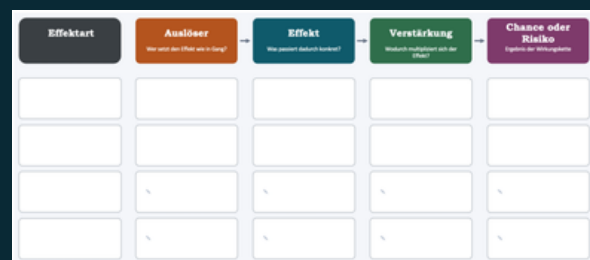 Effektart
Auslöser
Wer setzt den Effekt wie in Gang?
Effekt
Was passiert dadurch konkret?
Verstärkung
Wodurch multipliziert sich der
Effekt?
Chance oder
Risiko
Ergebnis der Wirkungskette